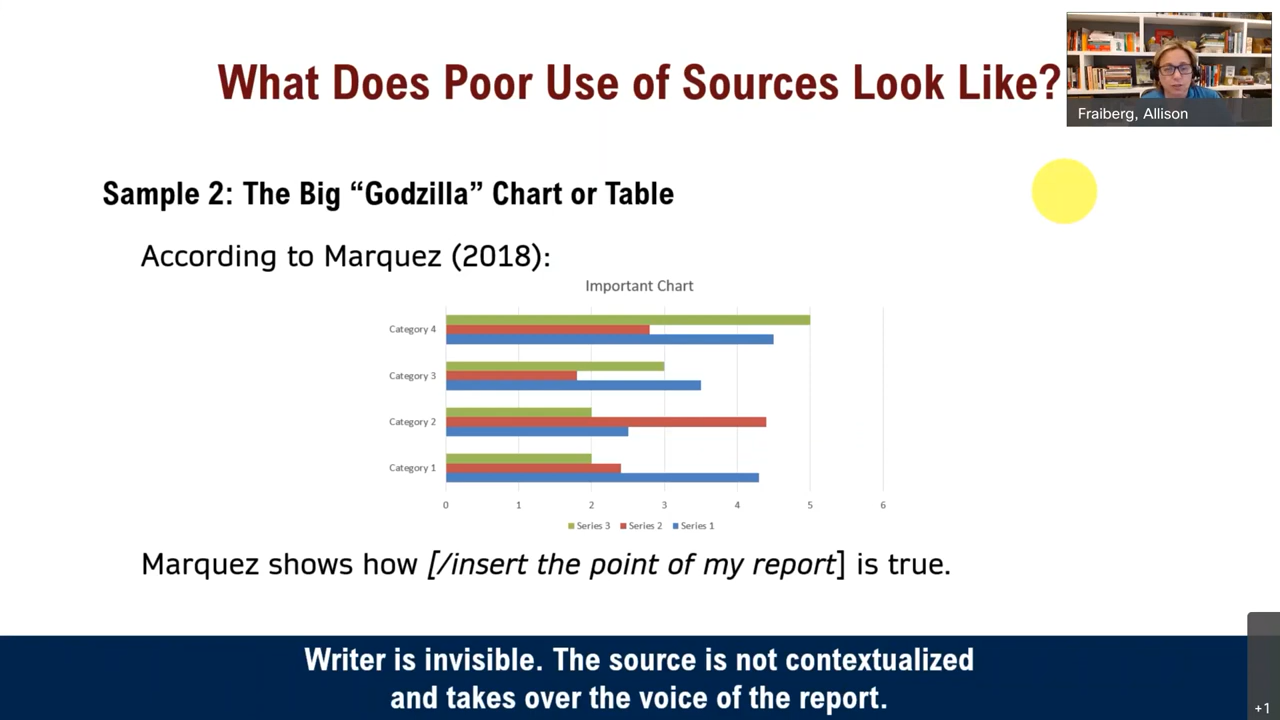 What Does Poor Use of Sources Look Like?
Fraiberg, Allison
Sample 2: The Big “Godzilla” Chart or Table
According to Marquez (2018):
Important Chart
Category 4
Category 3
Category 2
Category 1
0 1 2 3 4 5 6
Series 3 Series 2 Series 1
Marquez shows how [/insert the point of my report] is true.
Writer is invisible. The source is not contextualized
and takes over the voice of the report.
+1